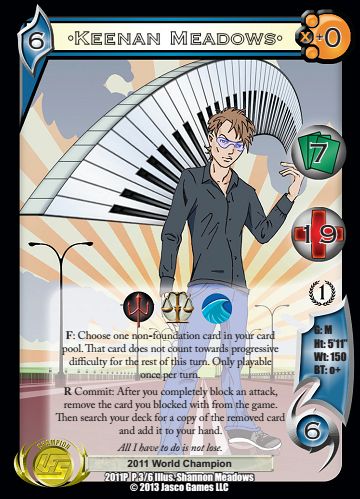 6
·Keenan Meadows·
X +0
7
19
1
F: Choose one non-foundation card in your card
pool. That card does not count towards progressive
difficulty for the rest of this turn. Only playable
once per turn.
R Commit: After you completely block an attack,
remove the card you blocked with from the game.
Then search your deck for a copy of the removed card
and add it to your hand.
All I have to do is not lose.
G: M
Ht: 5'11"
Wt: 150
BT: o+
6
CHAMPION
2011 World Champion
2011P P.3/6 Illus. Shannon Meadows
© 2013 Jasco Games LLC